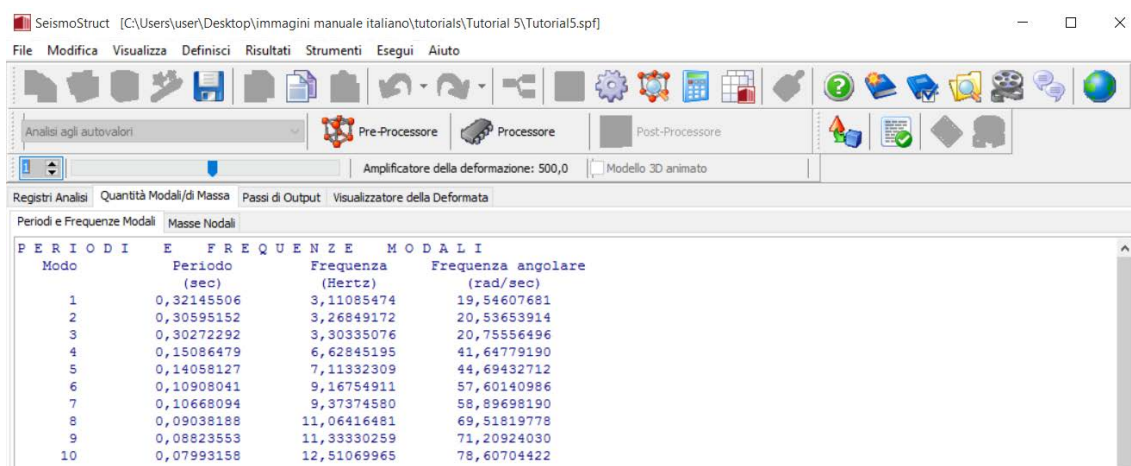 SeismoStruct [C:\Users\user\Desktop\immagini manuale italiano\tutorials\Tutorial 5\Tutorial5.spf]
File Modifica Visualizza Definisci Risultati Strumenti Esegui Aiuto
Analisi agli autovalori Pre-Processore Processore Post-Processore
1 Amplificatore della deformazione: 500,0 Modello 3D animato
Registri Analisi Quantità Modali/di Massa Passi di Output Visualizzatore della Deformata
Periodi e Frequenze Modali Masse Nodali
P E R I O D I E F R E Q U E N Z E M O D A L I
Modo Periodo Frequenza Frequenza angolare
(sec) (Hertz) (rad/sec)
1 0,32145506 3,11085474 19,54607681
2 0,30595152 3,26849172 20,53653914
3 0,30272292 3,30335076 20,75556496
4 0,15086479 6,62845195 41,64779190
5 0,14058127 7,11332309 44,69432712
6 0,10908041 9,16754911 57,60140986
7 0,10668094 9,37374580 58,89698190
8 0,09038188 11,06416481 69,51819778
9 0,08823553 11,33330259 71,20924030
10 0,07993158 12,51069965 78,60704422